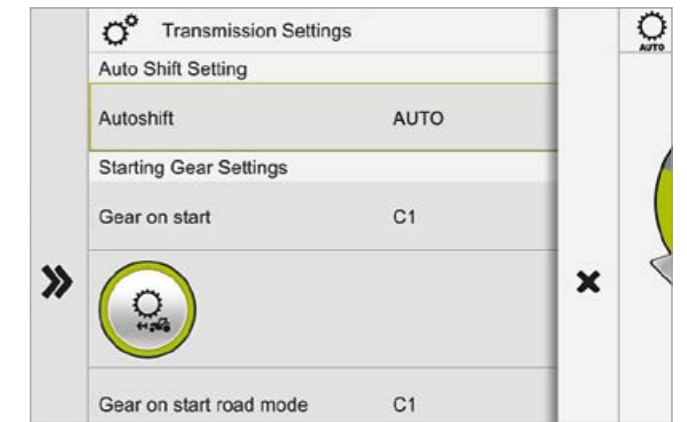 Transmission Settings
AUTO
Auto Shift Setting
Autoshift AUTO
Starting Gear Settings
Gear on start C1
Gear on start road mode C1